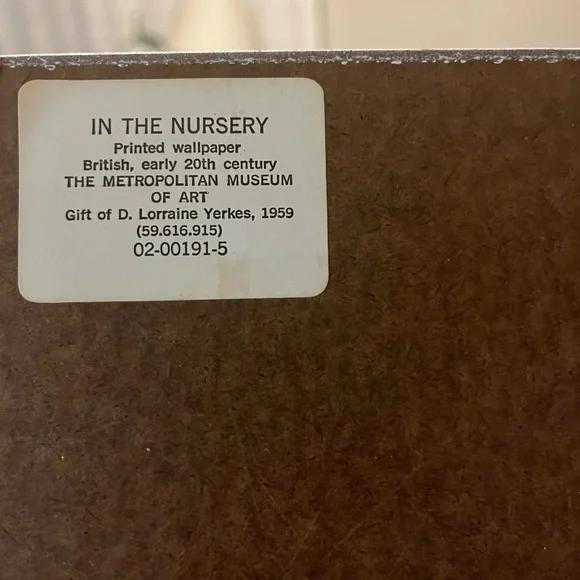 IN THE NURSERY
Printed wallpaper
British, early 20th century
THE METROPOLITAN MUSEUM
OF ART
Gift of D. Lorraine Yerkes, 1959
(59.616.915)
02-00191-5